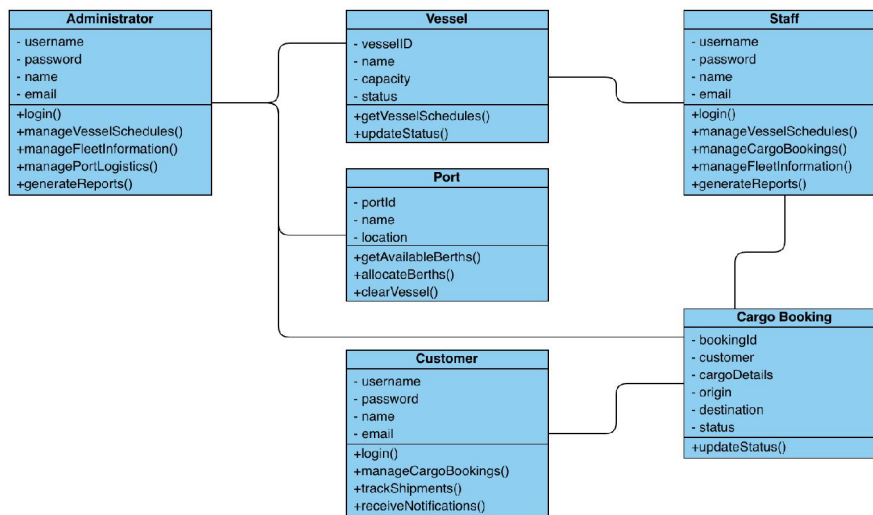 Administrator
- username
- password
- name
- email
+login()
+manageVesselSchedules()
+manageFleetInformation()
+managePortLogistics()
+generateReports()
Vessel
- vesselID
- name
- capacity
- status
+getVesselSchedules()
+updateStatus()
Staff
- username
- password
- name
- email
+login()
+manageVesselSchedules()
+manageCargoBookings()
+manageFleetInformation()
+generateReports()
Port
- portId
- name
- location
+getAvailableBerths()
+allocateBerths()
+clearVessel()
Customer
- username
- password
- name
- email
+login()
+manageCargoBookings()
+trackShipments()
+receiveNotifications()
Cargo Booking
- bookingId
- customer
- cargoDetails
- origin
- destination
- status
+updateStatus()